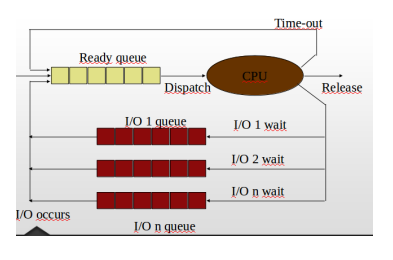 Time-out
Ready queue
CPU
Dispatch
Release
I/O 1 queue
I/O 1 wait
I/O 2 wait
I/O n wait
I/O occurs
I/O n queue